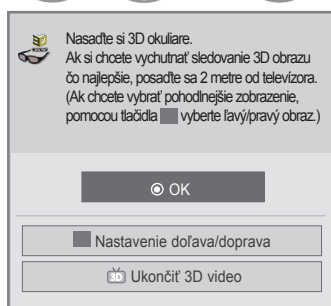 Nasaďte si 3D okuliare.
Ak si chcete vychutnať sledovanie 3D obrazu
čo najlepšie, posaďte sa 2 metre od televízora.
(Ak chcete vybrať pohodlnejšie zobrazenie,
pomocou tlačidla vyberte ľavý/pravý obraz.)
OK
Nastavenie doľava/doprava
3D Ukončiť 3D video